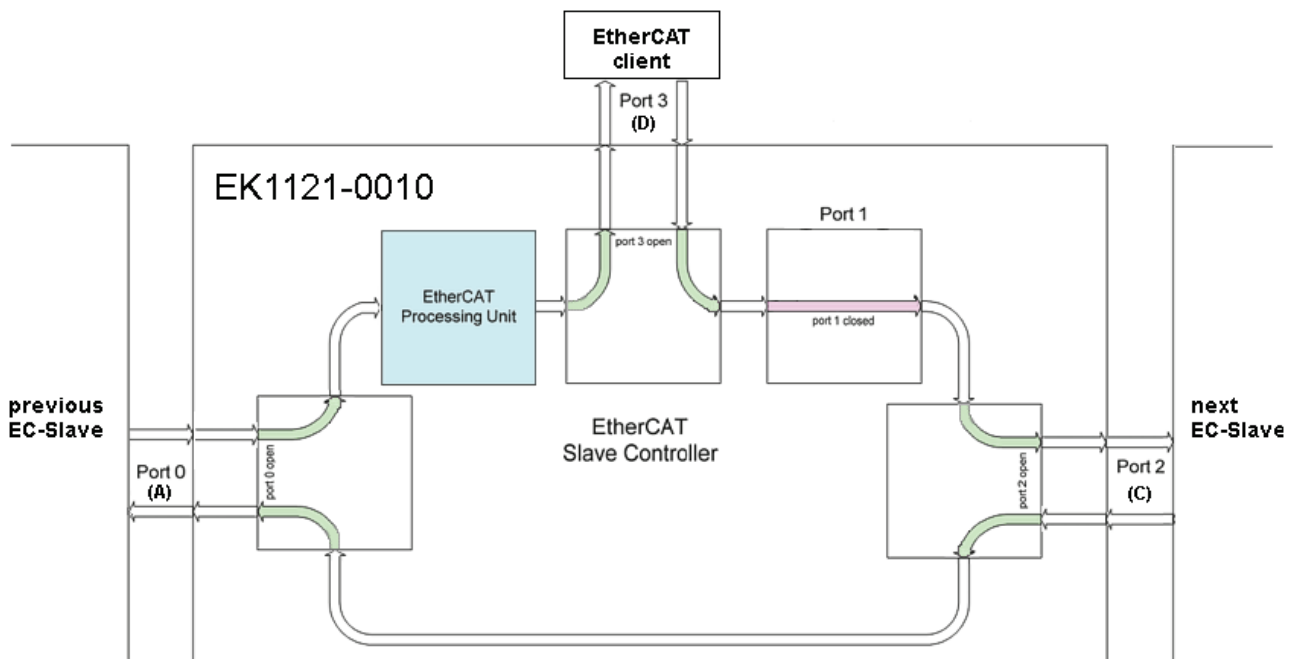 EtherCAT
client
Port 3
(D)
EK1121-0010
Port 1
port 3 open
EtherCAT
Processing Unit
port 1 closed
previous
EC-Slave
next
EC-Slave
EtherCAT
Slave Controller
port 0 open
port 2 open
Port 0
(A)
Port 2
(C)